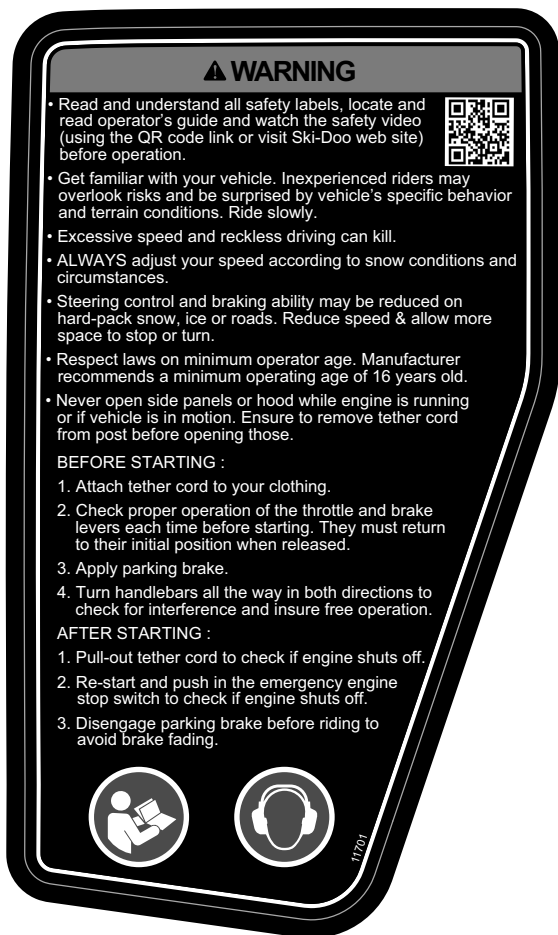 ⚠ WARNING
• Read and understand all safety labels, locate and
read operator's guide and watch the safety video
(using the QR code link or visit Ski-Doo web site)
before operation.
• Get familiar with your vehicle. Inexperienced riders may
overlook risks and be surprised by vehicle's specific behavior
and terrain conditions. Ride slowly.
• Excessive speed and reckless driving can kill.
• ALWAYS adjust your speed according to snow conditions and
circumstances.
• Steering control and braking ability may be reduced on
hard-pack snow, ice or roads. Reduce speed & allow more
space to stop or turn.
• Respect laws on minimum operator age. Manufacturer
recommends a minimum operating age of 16 years old.
• Never open side panels or hood while engine is running
or if vehicle is in motion. Ensure to remove tether cord
from post before opening those.
BEFORE STARTING :
1. Attach tether cord to your clothing.
2. Check proper operation of the throttle and brake
levers each time before starting. They must return
to their initial position when released.
3. Apply parking brake.
4. Turn handlebars all the way in both directions to
check for interference and insure free operation.
AFTER STARTING :
1. Pull-out tether cord to check if engine shuts off.
2. Re-start and push in the emergency engine
stop switch to check if engine shuts off.
3. Disengage parking brake before riding to
avoid brake fading.
11701